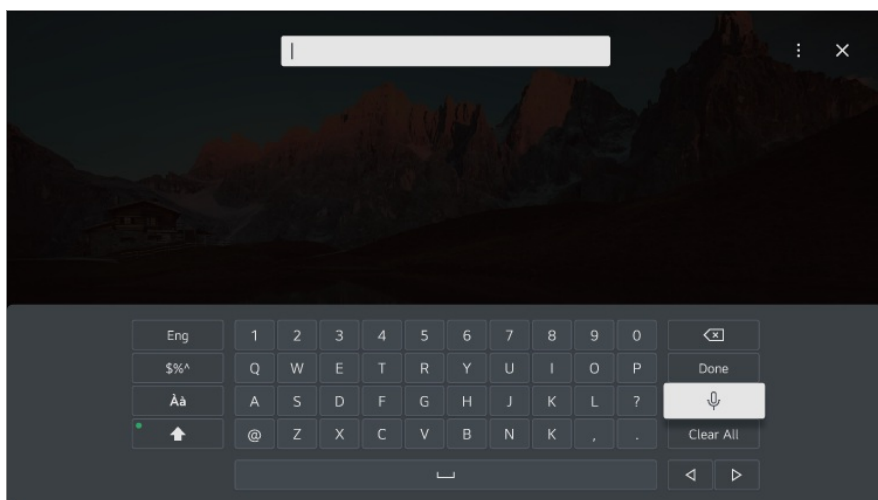 Eng 1 2 3 4 5 6 7 8 9 0
$%^ Q W E T R Y U I O P Done
Àà A S D F G H J K L ?
@ Z X C V B N K , . Clear All